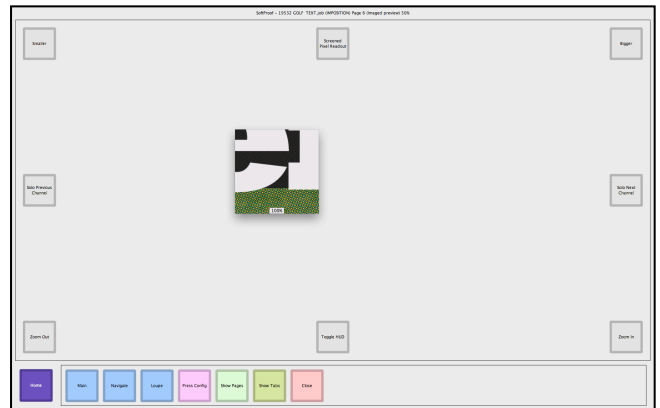 SoftProof - 19532 GOLF TEXT.job (IMPOSITION) Page 6 (imaged preview) 50%
Smaller
Screened
Pixel Readout
Bigger
Solo Previous
Channel
Solo Next
Channel
100%
Zoom Out
Toggle HUD
Zoom In
Home
Main
Navigate
Loupe
Press Config
Show Pages
Show Tabs
Close